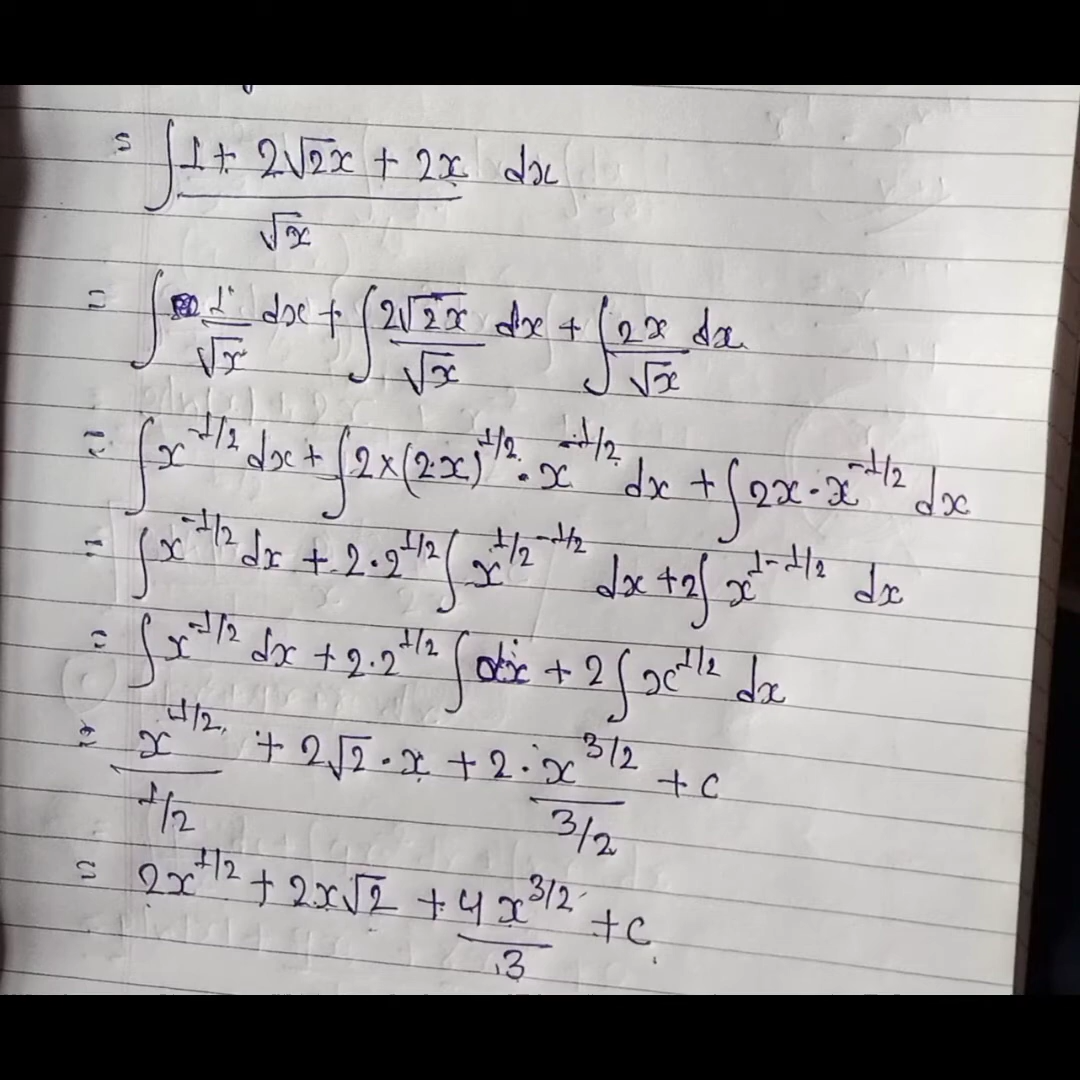 = ∫ (1 + 2√2x + 2x)/√x dx
= ∫ 1/√x dx + ∫ 2√2x/√x dx + ∫ 2x/√x dx
= ∫ x^(-1/2) dx + ∫ 2×(2·x)^(1/2) · x^(-1/2) dx + ∫ 2x · x^(-1/2) dx
= ∫ x^(-1/2) dx + 2·2^(1/2) ∫ x^(1/2 - 1/2) dx + 2∫ x^(1 - 1/2) dx
= ∫ x^(-1/2) dx + 2·2^(1/2) ∫ dx + 2∫ x^(1/2) dx
= x^(1/2)/(1/2) + 2√2 · x + 2 · x^(3/2)/(3/2) + c
= 2x^(1/2) + 2x√2 + 4x^(3/2)/3 + c